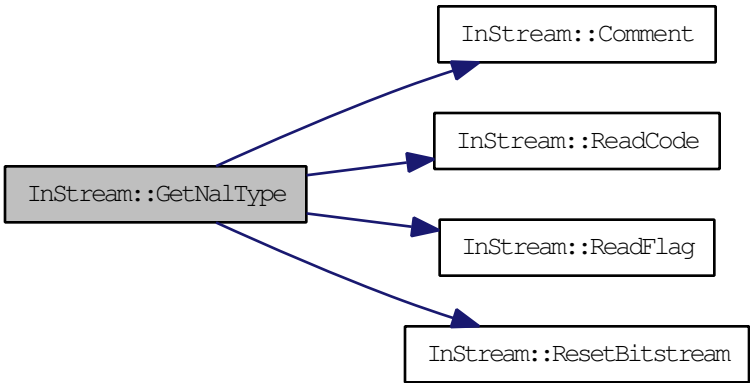 InStream::Comment
InStream::ReadCode
InStream::GetNalType
InStream::ReadFlag
InStream::ResetBitstream